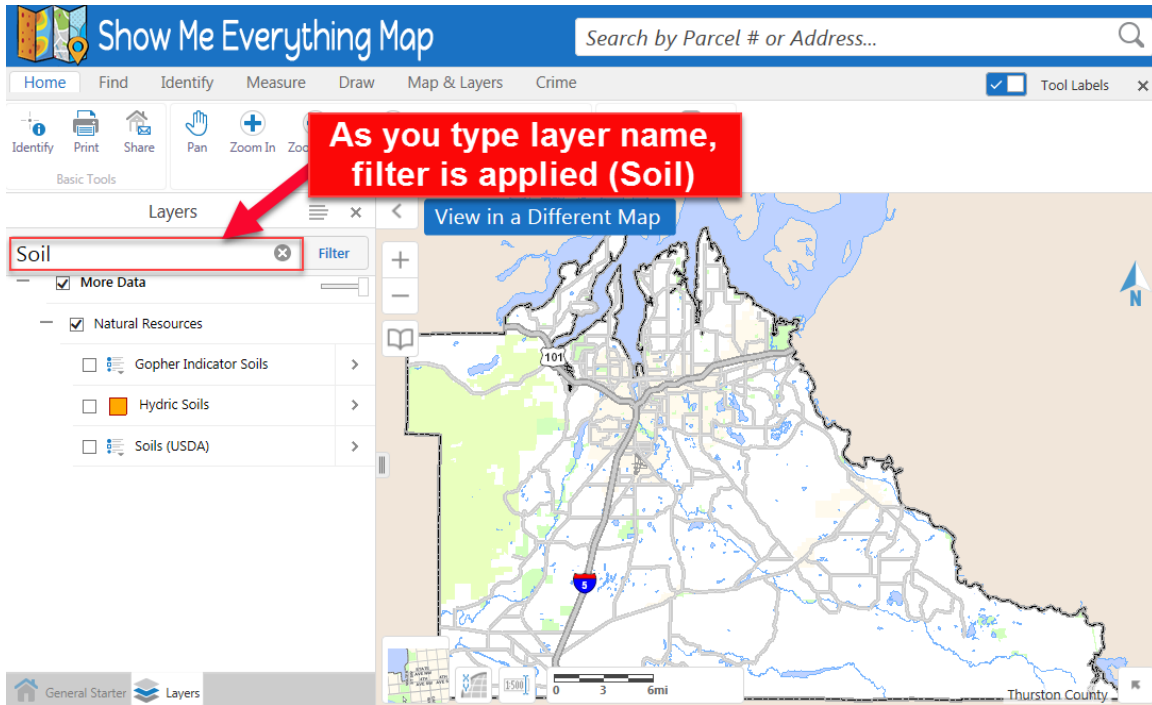 Show Me Everything Map
Search by Parcel # or Address...
Home Find Identify Measure Draw Map & Layers Crime
Tool Labels
Identify Print Share Pan Zoom In
Basic Tools
As you type layer name,
filter is applied (Soil)
Layers
View in a Different Map
Soil
Filter
More Data
N
Natural Resources
101
Gopher Indicator Soils
Hydric Soils
Soils (USDA)
5
1:500
0 3 6mi
General Starter Layers
Thurston County